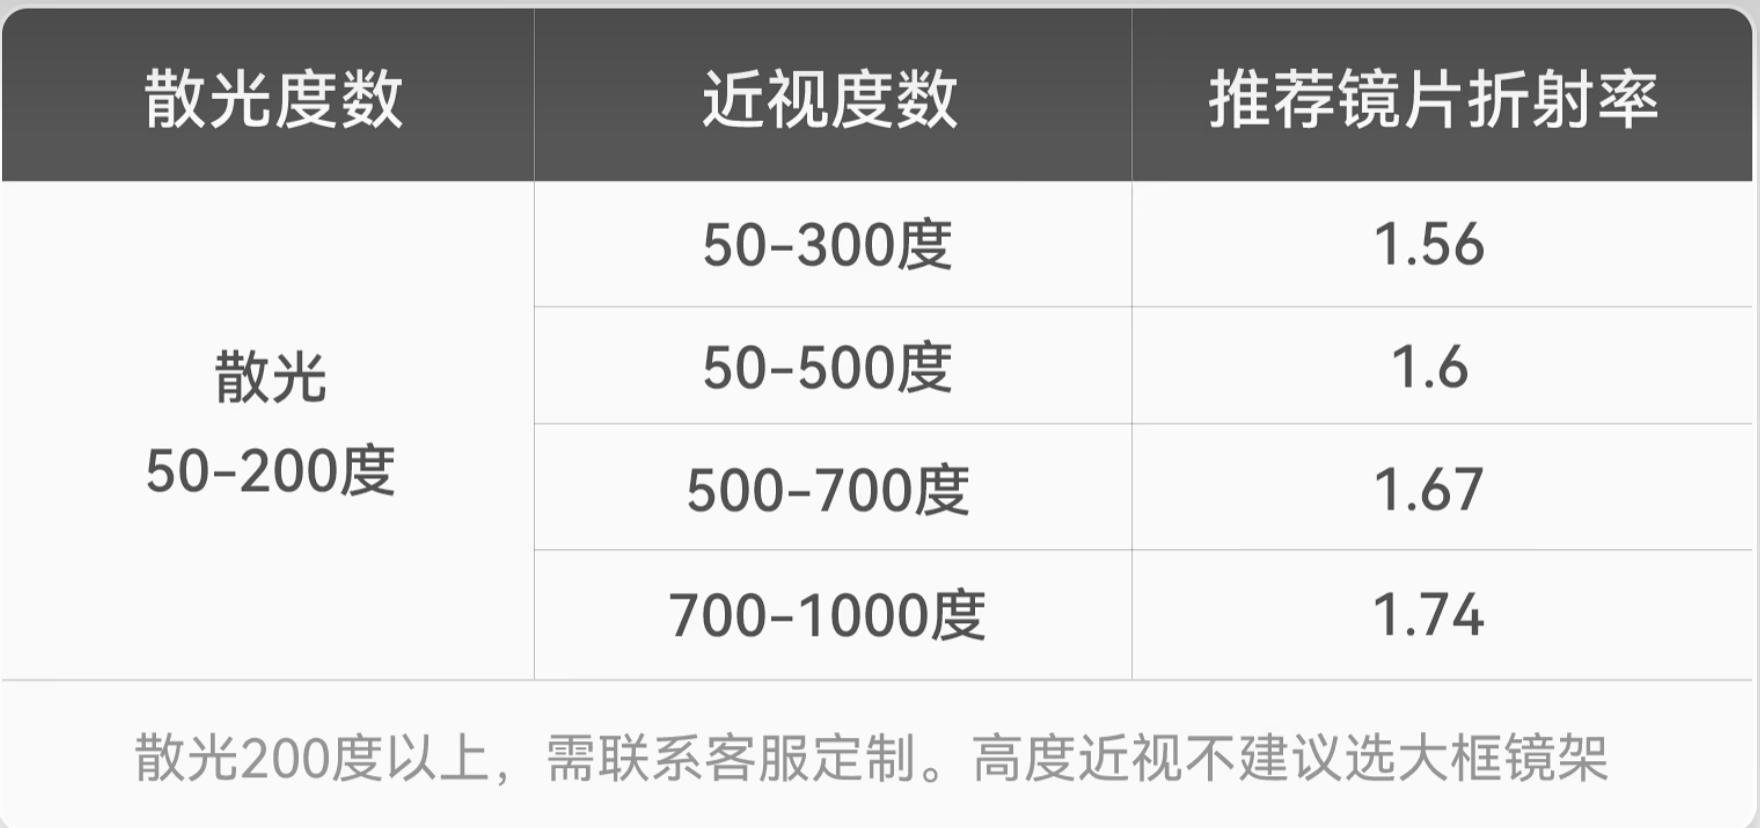 散光度数 近视度数 推荐镜片折射率
50-300度 1.56
50-500度 1.6
散光
50-200度
500-700度 1.67
700-1000度 1.74
散光200度以上，需联系客服定制。高度近视不建议选大框镜架